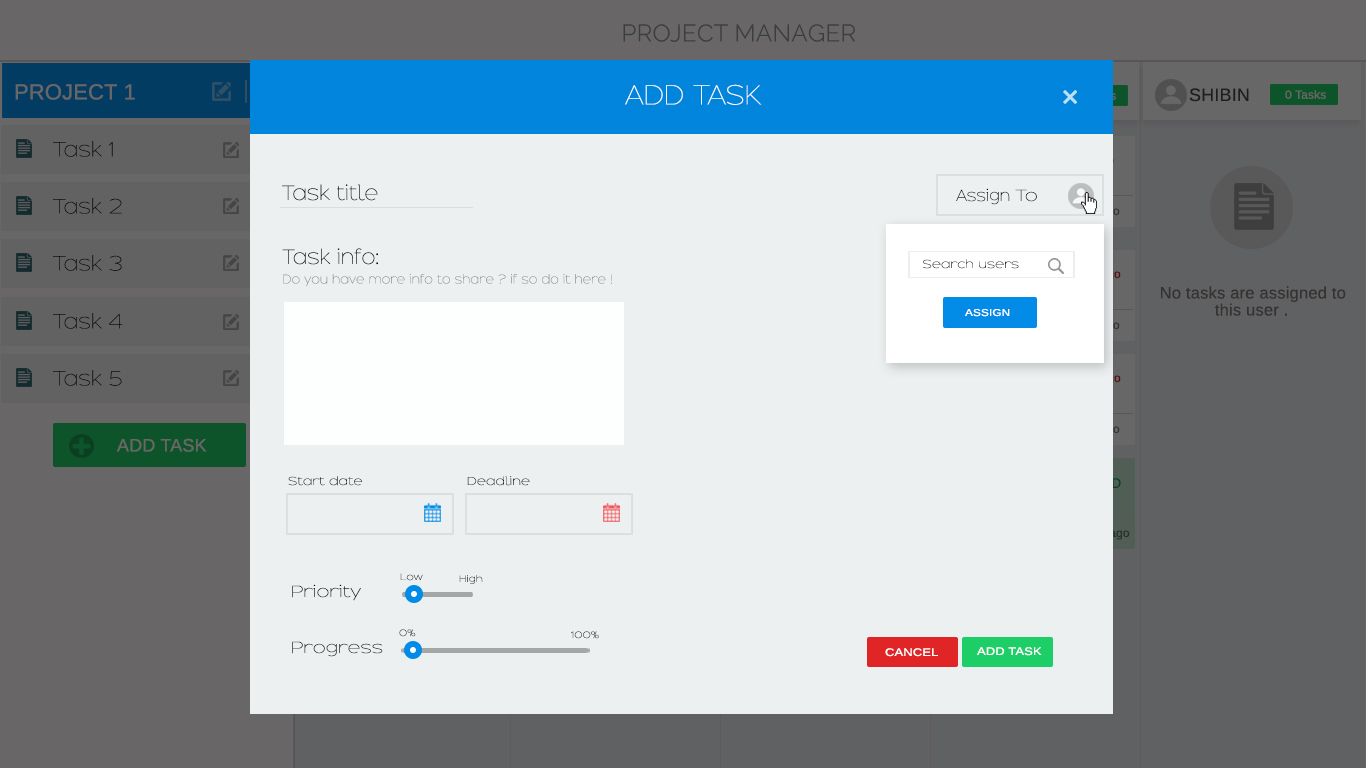 PROJECT MANAGER
PROJECT 1
ADD TASK
SHIBIN
0 Tasks
Task 1
Task 2
Task 3
Task 4
Task 5
ADD TASK
Task title
Assign To
Task info:
Do you have more info to share ? if so do it here !
Search users
ASSIGN
No tasks are assigned to
this user .
Start date
Deadline
ago
Priority
Low
High
Progress
0%
100%
CANCEL
ADD TASK